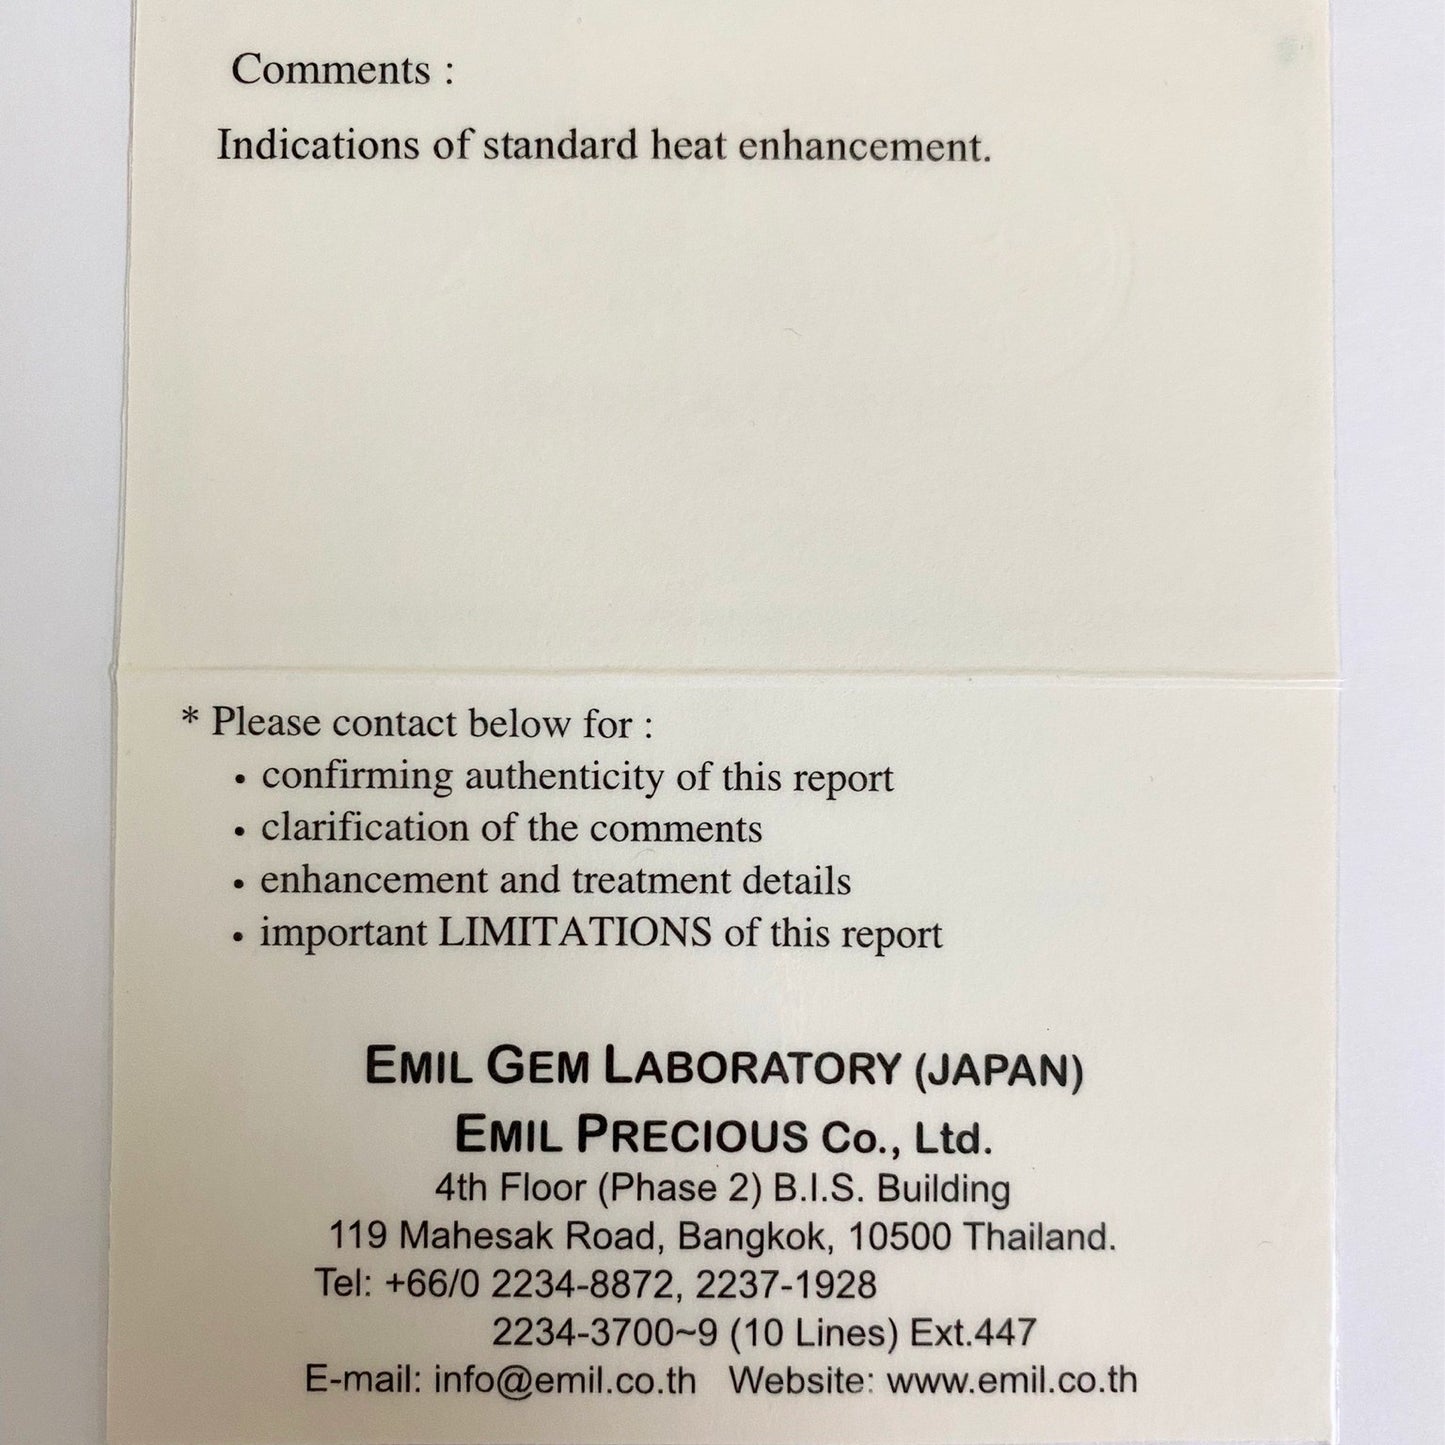 Comments :
Indications of standard heat enhancement.
* Please contact below for :
• confirming authenticity of this report
• clarification of the comments
• enhancement and treatment details
• important LIMITATIONS of this report
EMIL GEM LABORATORY (JAPAN)
EMIL PRECIOUS Co., Ltd.
4th Floor (Phase 2) B.I.S. Building
119 Mahesak Road, Bangkok, 10500 Thailand.
Tel: +66/0 2234-8872, 2237-1928
2234-3700~9 (10 Lines) Ext.447
E-mail: info@emil.co.th Website: www.emil.co.th